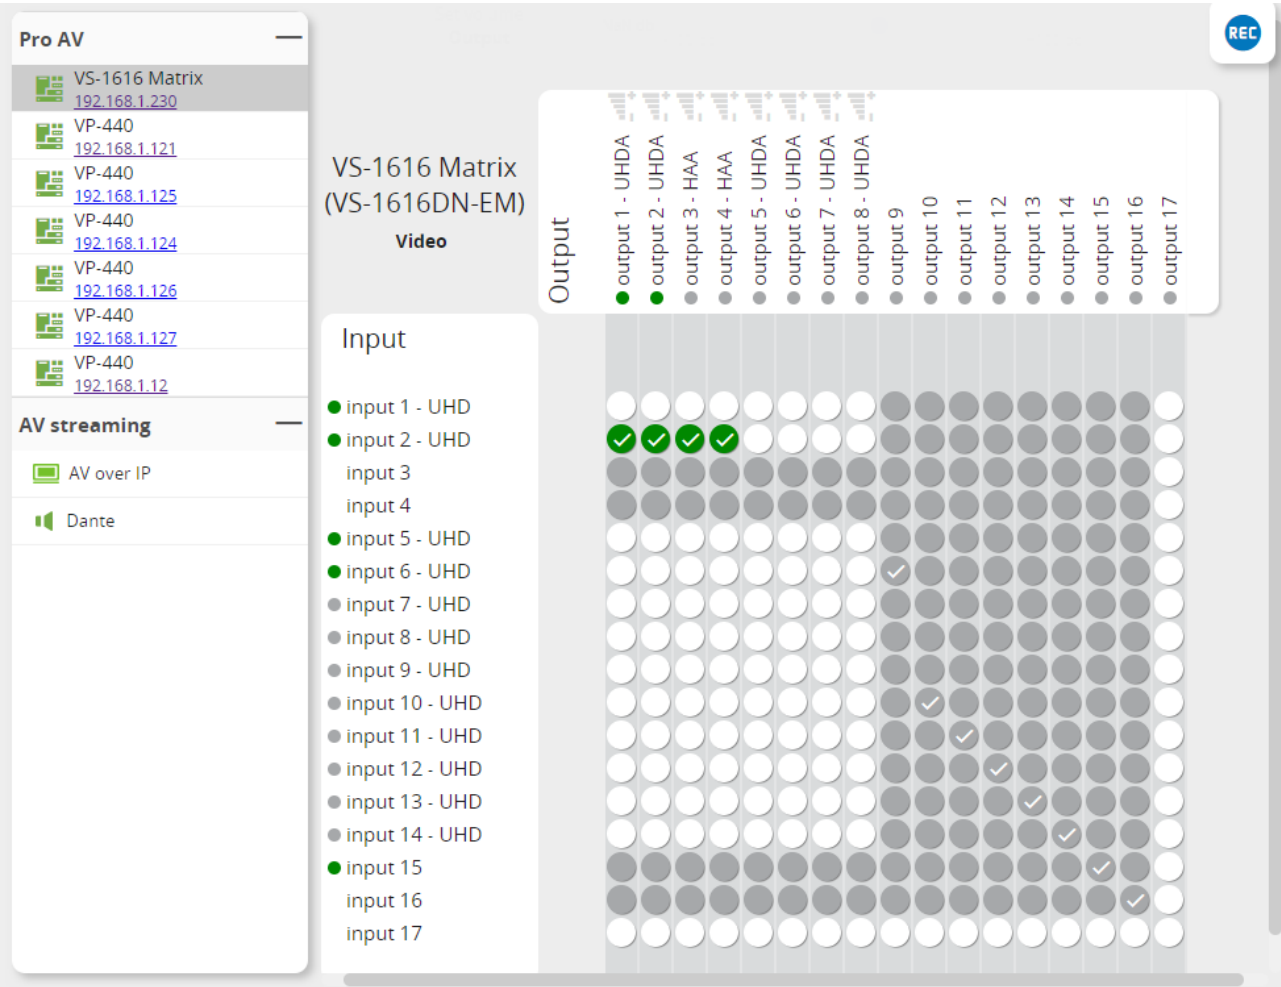 Pro AV
VS-1616 Matrix
192.168.1.230
VP-440
192.168.1.121
VP-440
192.168.1.125
VP-440
192.168.1.124
VP-440
192.168.1.126
VP-440
192.168.1.127
VP-440
192.168.1.12
AV streaming
AV over IP
Dante
REC
VS-1616 Matrix
(VS-1616DN-EM)
Video
Output
output 1 - UHDA
output 2 - UHDA
output 3 - HAA
output 4 - HAA
output 5 - UHDA
output 6 - UHDA
output 7 - UHDA
output 8 - UHDA
output 9
output 10
output 11
output 12
output 13
output 14
output 15
output 16
output 17
Input
input 1 - UHD
input 2 - UHD
input 3
input 4
input 5 - UHD
input 6 - UHD
input 7 - UHD
input 8 - UHD
input 9 - UHD
input 10 - UHD
input 11 - UHD
input 12 - UHD
input 13 - UHD
input 14 - UHD
input 15
input 16
input 17